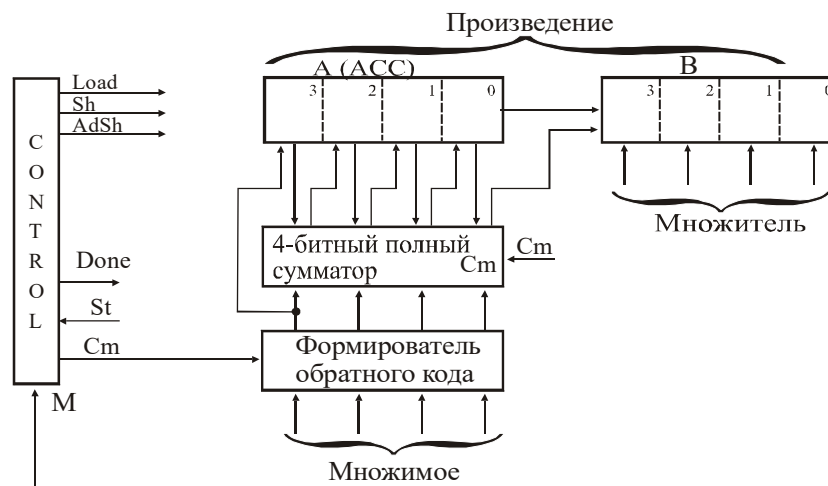 Произведение
A (ACC)
B
3 2 1 0
3 2 1 0
Load
Sh
AdSh
CONTROL
Множитель
4-битный полный
сумматор
Cm
Cm
Done
St
Cm
Формирователь
обратного кода
M
Множимое